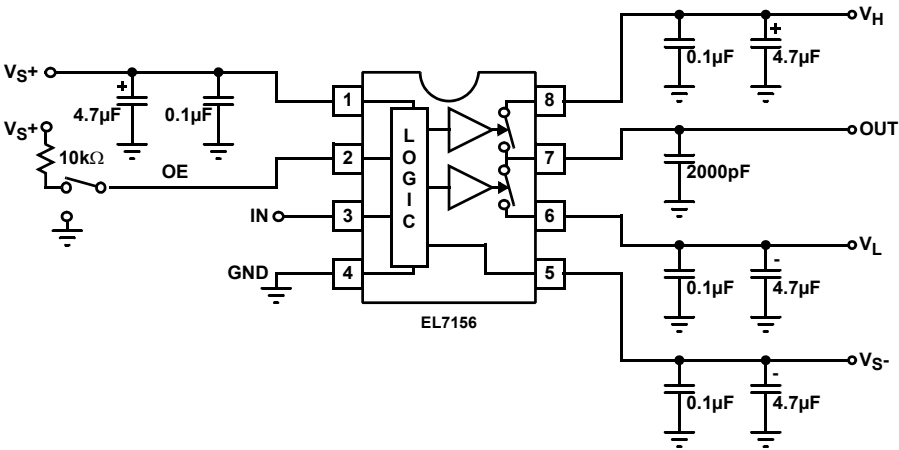 VH
0.1µF
4.7µF
+
VS+
+
4.7µF
0.1µF
VS+
10kΩ
OE
IN
GND
1
2
3
4
LOGIC
8
7
6
5
EL7156
OUT
2000pF
VL
0.1µF
-
4.7µF
VS-
0.1µF
-
4.7µF